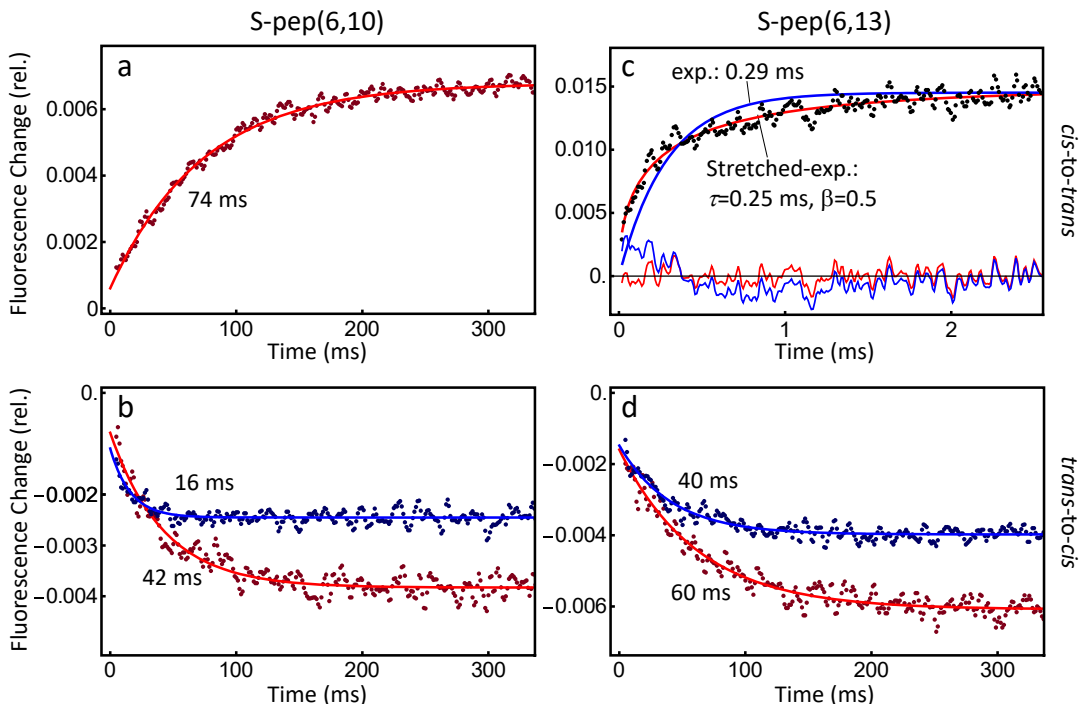 S-pep(6,10)
S-pep(6,13)
Fluorescence Change (rel.)
a
0.006
0.004
0.002
0
74 ms
0
100
200
300
Time (ms)
c
0.015
0.010
0.005
0.
exp.: 0.29 ms
Stretched-exp.:
τ=0.25 ms, β=0.5
0
1
2
Time (ms)
cis-to-trans
Fluorescence Change (rel.)
b
0.
−0.002
−0.003
−0.004
16 ms
42 ms
0
100
200
300
Time (ms)
d
0.
−0.002
−0.004
−0.006
40 ms
60 ms
0
100
200
300
Time (ms)
trans-to-cis